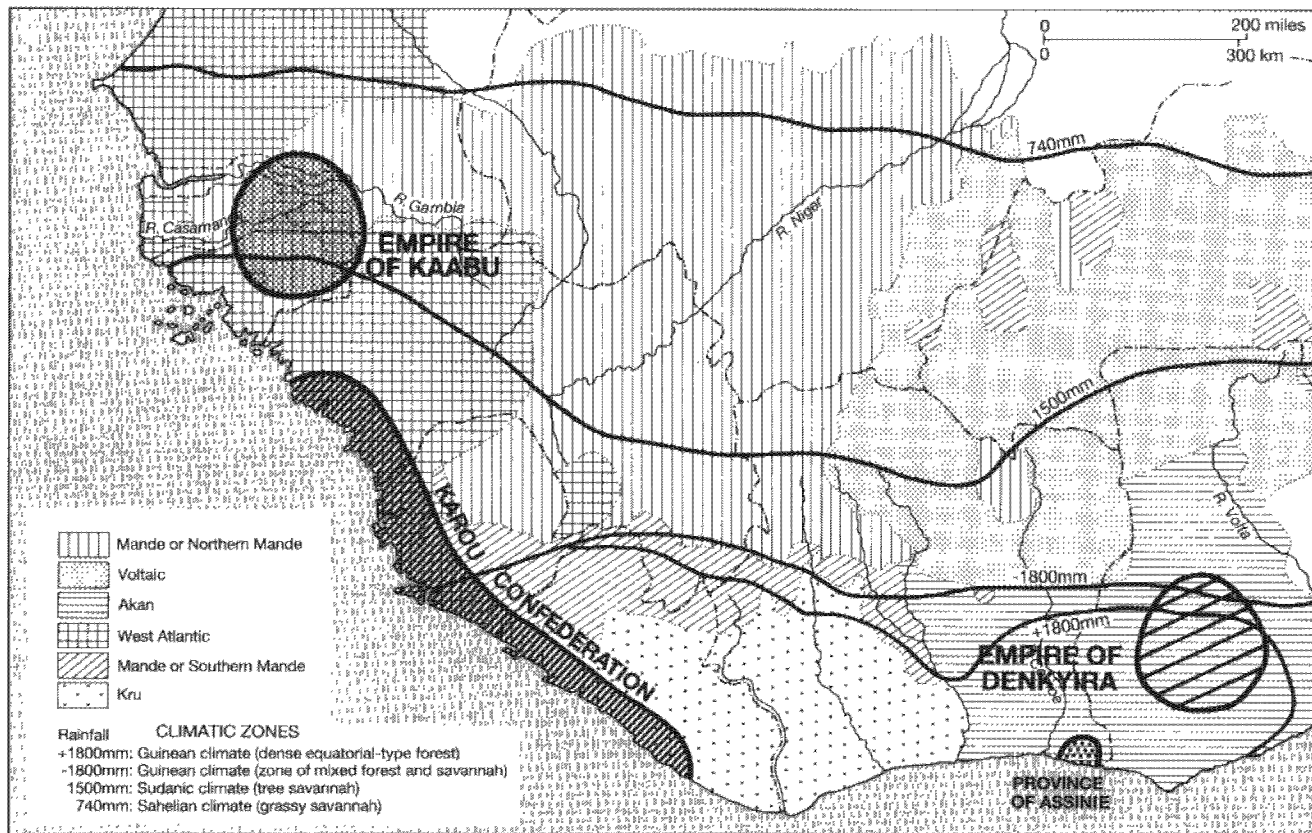 0 200 miles
0 300 km
740mm
R. Gambia
R. Niger
EMPIRE
OF KAABU
1500mm
R. Volta
KAROU CONFEDERATION
-1800mm
+1800mm
EMPIRE OF
DENKYIRA
PROVINCE
OF ASSINIE
Mande or Northern Mande
Voltaic
Akan
West Atlantic
Mande or Southern Mande
Kru
Rainfall CLIMATIC ZONES
+1800mm: Guinean climate (dense equatorial-type forest)
-1800mm: Guinean climate (zone of mixed forest and savannah)
1500mm: Sudanic climate (tree savannah)
740mm: Sahelian climate (grassy savannah)